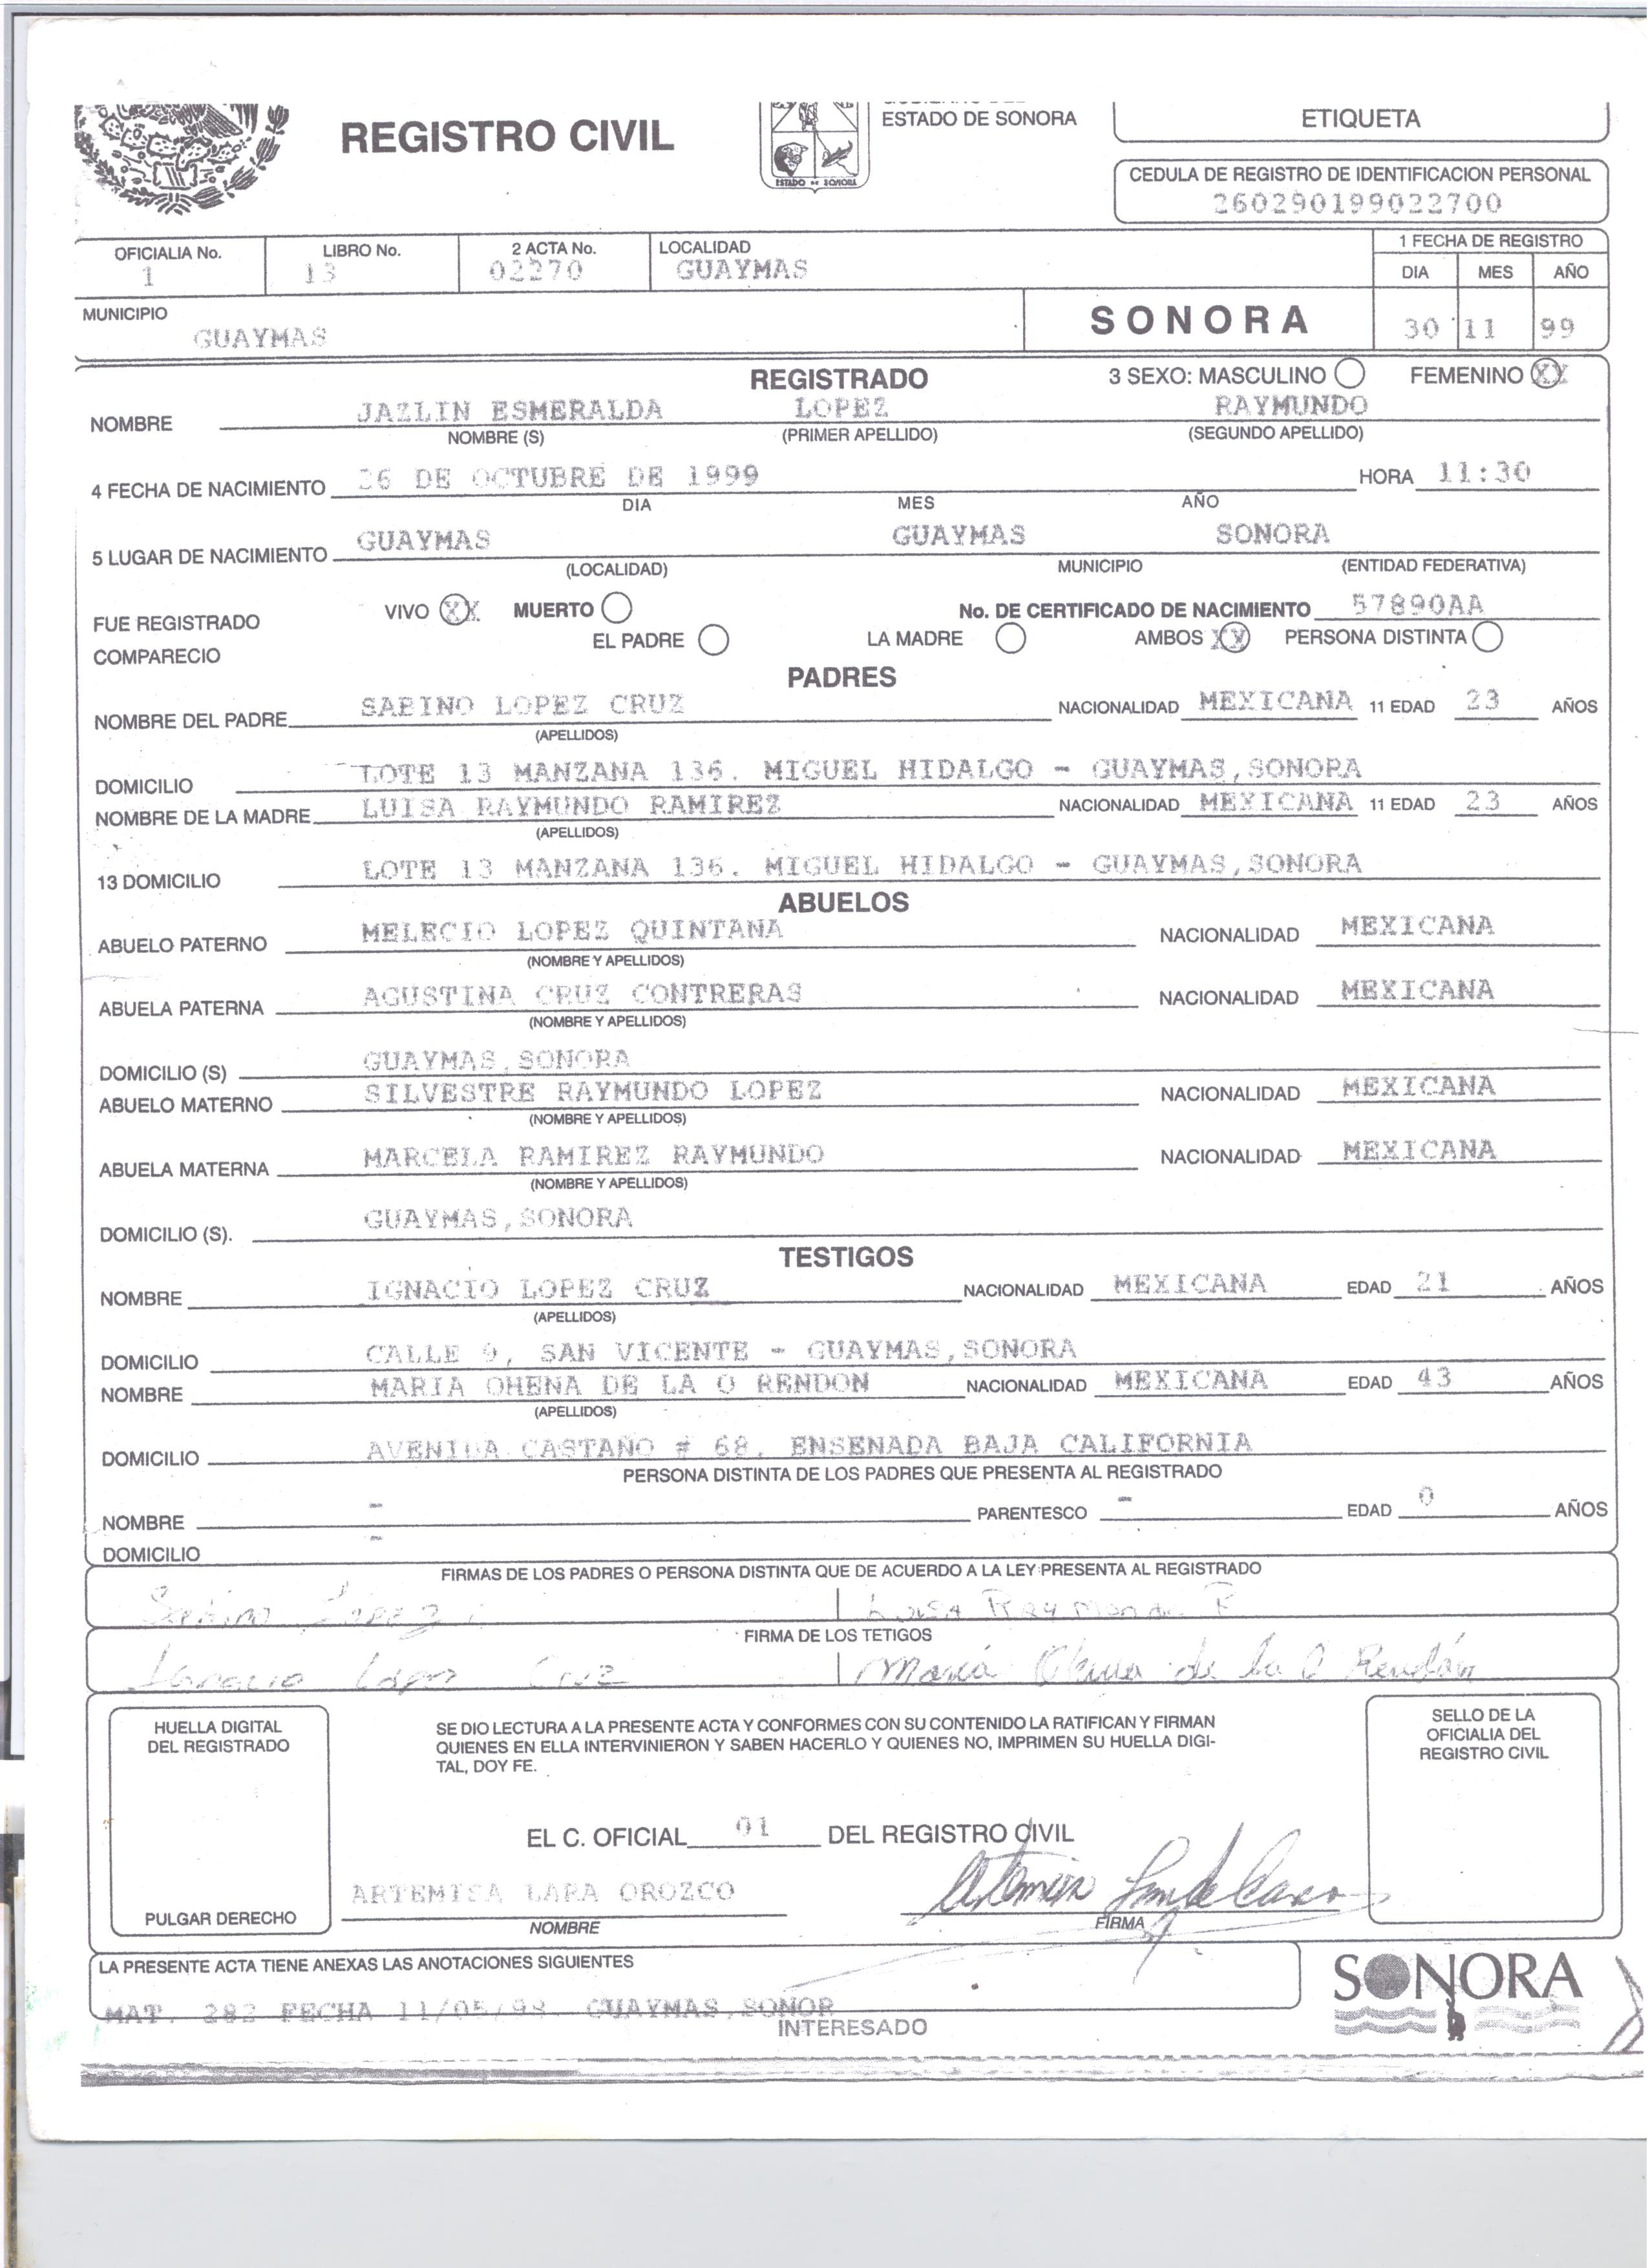 REGISTRO CIVIL
ESTADO DE SONORA
ESTADO DE SONORA
ETIQUETA
CEDULA DE REGISTRO DE IDENTIFICACION PERSONAL
260290199022700
OFICIALIA No. LIBRO No. 2 ACTA No. LOCALIDAD 1 FECHA DE REGISTRO
1 13 02270 GUAYMAS DIA MES AÑO
MUNICIPIO
GUAYMAS SONORA 30 11 99
REGISTRADO 3 SEXO: MASCULINO FEMENINO XX
NOMBRE JAZLIN ESMERALDA LOPEZ RAYMUNDO
NOMBRE (S) (PRIMER APELLIDO) (SEGUNDO APELLIDO)
4 FECHA DE NACIMIENTO 26 DE OCTUBRE DE 1999 HORA 11:30
DIA MES AÑO
5 LUGAR DE NACIMIENTO GUAYMAS GUAYMAS SONORA
(LOCALIDAD) MUNICIPIO (ENTIDAD FEDERATIVA)
FUE REGISTRADO VIVO XX MUERTO No. DE CERTIFICADO DE NACIMIENTO 57890AA
COMPARECIO EL PADRE LA MADRE AMBOS XX PERSONA DISTINTA
PADRES
NOMBRE DEL PADRE SABINO LOPEZ CRUZ NACIONALIDAD MEXICANA 11 EDAD 23 AÑOS
(APELLIDOS)
DOMICILIO LOTE 13 MANZANA 136. MIGUEL HIDALGO - GUAYMAS,SONORA
NOMBRE DE LA MADRE LUISA RAYMUNDO RAMIREZ NACIONALIDAD MEXICANA 11 EDAD 23 AÑOS
(APELLIDOS)
13 DOMICILIO LOTE 13 MANZANA 136. MIGUEL HIDALGO - GUAYMAS,SONORA
ABUELOS
ABUELO PATERNO MELECIO LOPEZ QUINTANA NACIONALIDAD MEXICANA
(NOMBRE Y APELLIDOS)
ABUELA PATERNA AGUSTINA CRUZ CONTRERAS NACIONALIDAD MEXICANA
(NOMBRE Y APELLIDOS)
DOMICILIO (S) GUAYMAS,SONORA
ABUELO MATERNO SILVESTRE RAYMUNDO LOPEZ NACIONALIDAD MEXICANA
(NOMBRE Y APELLIDOS)
ABUELA MATERNA MARCELA RAMIREZ RAYMUNDO NACIONALIDAD MEXICANA
(NOMBRE Y APELLIDOS)
DOMICILIO (S). GUAYMAS,SONORA
TESTIGOS
NOMBRE IGNACIO LOPEZ CRUZ NACIONALIDAD MEXICANA EDAD 21 AÑOS
(APELLIDOS)
DOMICILIO CALLE 9, SAN VICENTE - GUAYMAS,SONORA
NOMBRE MARIA OHENA DE LA O RENDON NACIONALIDAD MEXICANA EDAD 43 AÑOS
(APELLIDOS)
DOMICILIO AVENIDA CASTAÑO # 68, ENSENADA BAJA CALIFORNIA
PERSONA DISTINTA DE LOS PADRES QUE PRESENTA AL REGISTRADO
NOMBRE - PARENTESCO - EDAD 0 AÑOS
DOMICILIO -
FIRMAS DE LOS PADRES O PERSONA DISTINTA QUE DE ACUERDO A LA LEY PRESENTA AL REGISTRADO
Sabino Lopez Luisa Raymundo R
FIRMA DE LOS TETIGOS
Ignacio Lopez Cruz María Ohena de la O Rendón
HUELLA DIGITAL
DEL REGISTRADO
SE DIO LECTURA A LA PRESENTE ACTA Y CONFORMES CON SU CONTENIDO LA RATIFICAN Y FIRMAN
QUIENES EN ELLA INTERVINIERON Y SABEN HACERLO Y QUIENES NO, IMPRIMEN SU HUELLA DIGI-
TAL, DOY FE.
SELLO DE LA
OFICIALIA DEL
REGISTRO CIVIL
EL C. OFICIAL 01 DEL REGISTRO CIVIL
ARTEMISA LARA OROZCO
PULGAR DERECHO NOMBRE FIRMA
LA PRESENTE ACTA TIENE ANEXAS LAS ANOTACIONES SIGUIENTES
MAT. 282 FECHA 11/05/98 GUAYMAS,SONOR
INTERESADO
SONORA